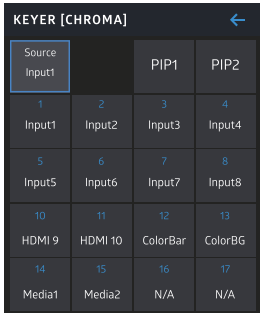 KEYER [CHROMA]
Source
Input1
PIP1 PIP2
1 2 3 4
Input1 Input2 Input3 Input4
5 6 7 8
Input5 Input6 Input7 Input8
10 11 12 13
HDMI 9 HDMI 10 ColorBar ColorBG
14 15 16 17
Media1 Media2 N/A N/A